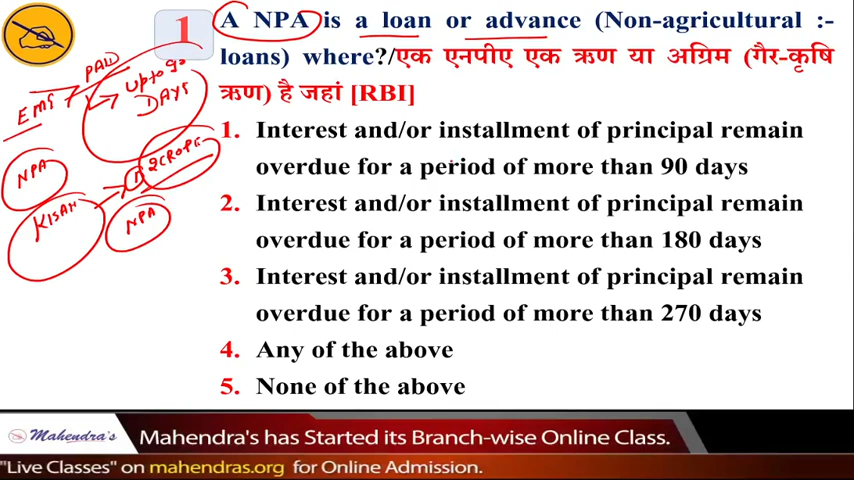 1
A NPA is a loan or advance (Non-agricultural :-
loans) where?/एक एनपीए एक ऋण या अग्रिम (गैर-कृषि
ऋण) है जहां [RBI]
1. Interest and/or installment of principal remain
overdue for a period of more than 90 days
2. Interest and/or installment of principal remain
overdue for a period of more than 180 days
3. Interest and/or installment of principal remain
overdue for a period of more than 270 days
4. Any of the above
5. None of the above
EMS
up to 90
DAYS
NPA
KISAN
NPA
Mahendra's
Mahendra's has Started its Branch-wise Online Class.
"Live Classes" on mahendras.org for Online Admission.